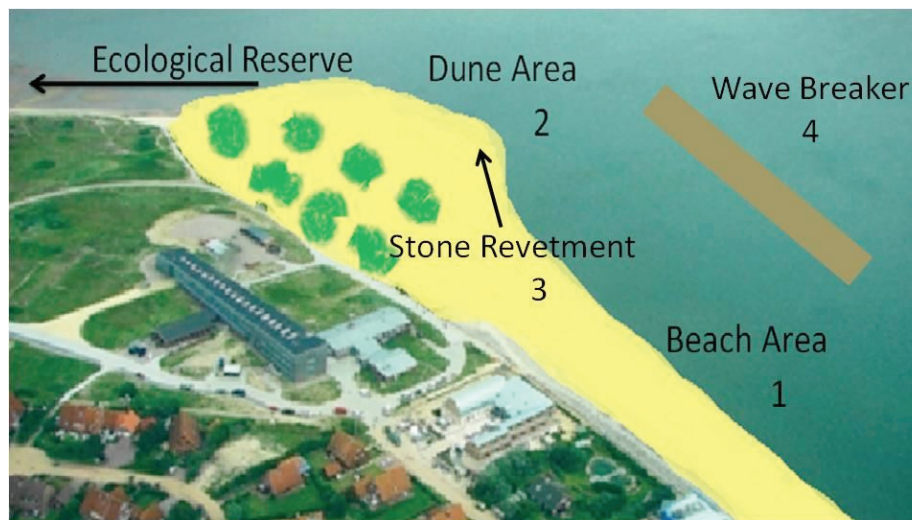 Ecological Reserve
Dune Area
2
Wave Breaker
4
Stone Revetment
3
Beach Area
1